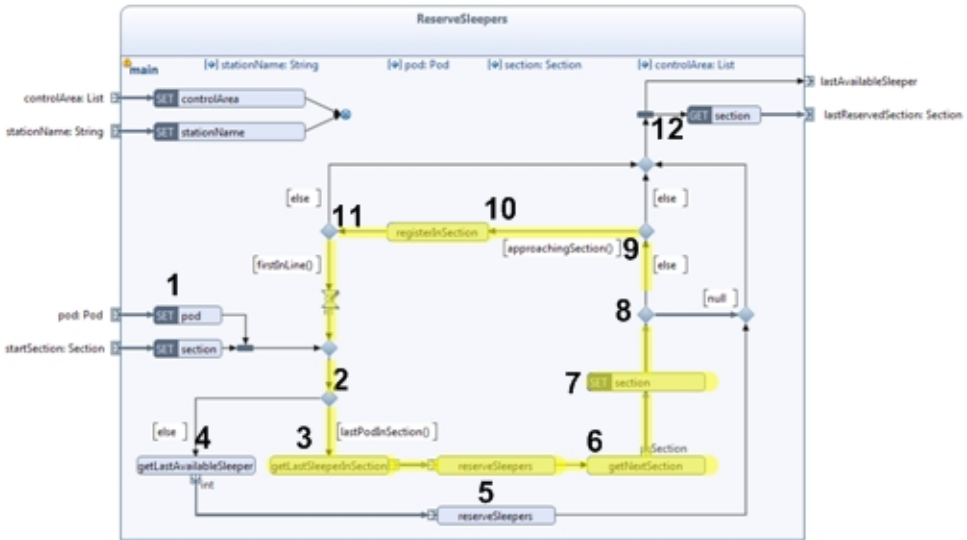 ReserveSleepers
main
stationName: String
pod: Pod
section: Section
controlArea: List
lastAvailableSleeper
controlArea: List
SET controlArea
12
GET section
lastReservedSection: Section
stationName: String
SET stationName
[else ]
[else ]
11
10
registerInSection
[approachingSection()]
9
[firstInLine()]
[else ]
1
[null ]
pod: Pod
SET pod
8
startSection: Section
SET section
2
7
SET section
[else ]
4
3
[lastPodInSection()]
6
getLastAvailableSleeper
getLastSleeperInSection
reserveSleepers
getNextSection
int
5
reserveSleepers